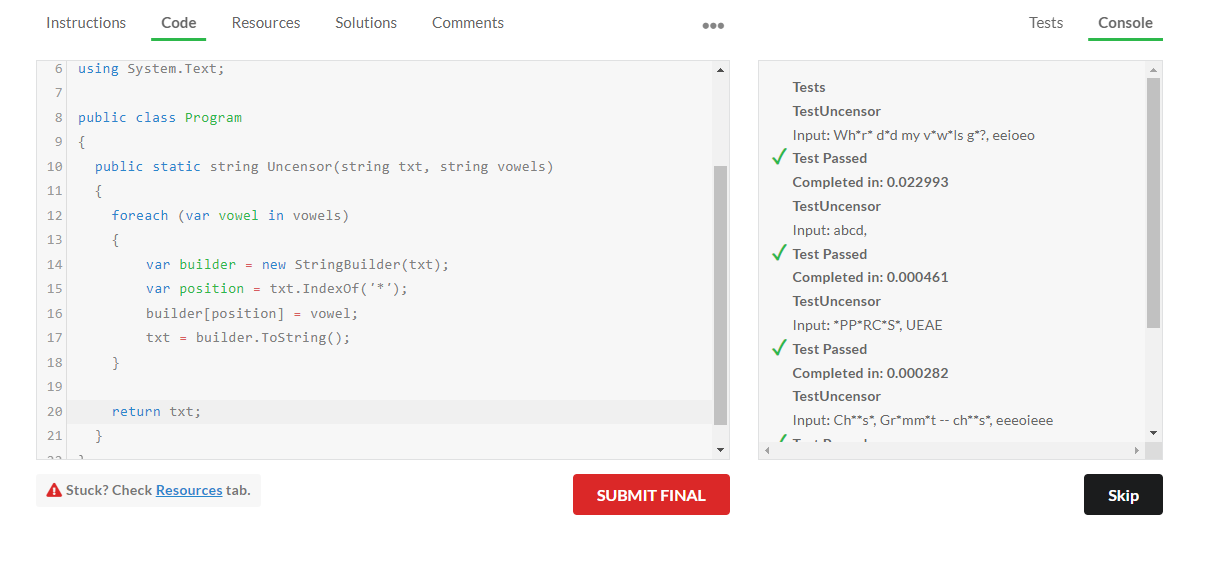 Instructions Code Resources Solutions Comments ••• Tests Console
6 using System.Text;
7
8 public class Program
9 {
10 public static string Uncensor(string txt, string vowels)
11 {
12 foreach (var vowel in vowels)
13 {
14 var builder = new StringBuilder(txt);
15 var position = txt.IndexOf('*');
16 builder[position] = vowel;
17 txt = builder.ToString();
18 }
19
20 return txt;
21 }
22 }
Tests
TestUncensor
Input: Wh*r* d*d my v*w*ls g*?, eeioeo
Test Passed
Completed in: 0.022993
TestUncensor
Input: abcd,
Test Passed
Completed in: 0.000461
TestUncensor
Input: *PP*RC*S*, UEAE
Test Passed
Completed in: 0.000282
TestUncensor
Input: Ch**s*, Gr*mm*t -- ch**s*, eeeoieee
Test Passed
Stuck? Check Resources tab.
SUBMIT FINAL
Skip